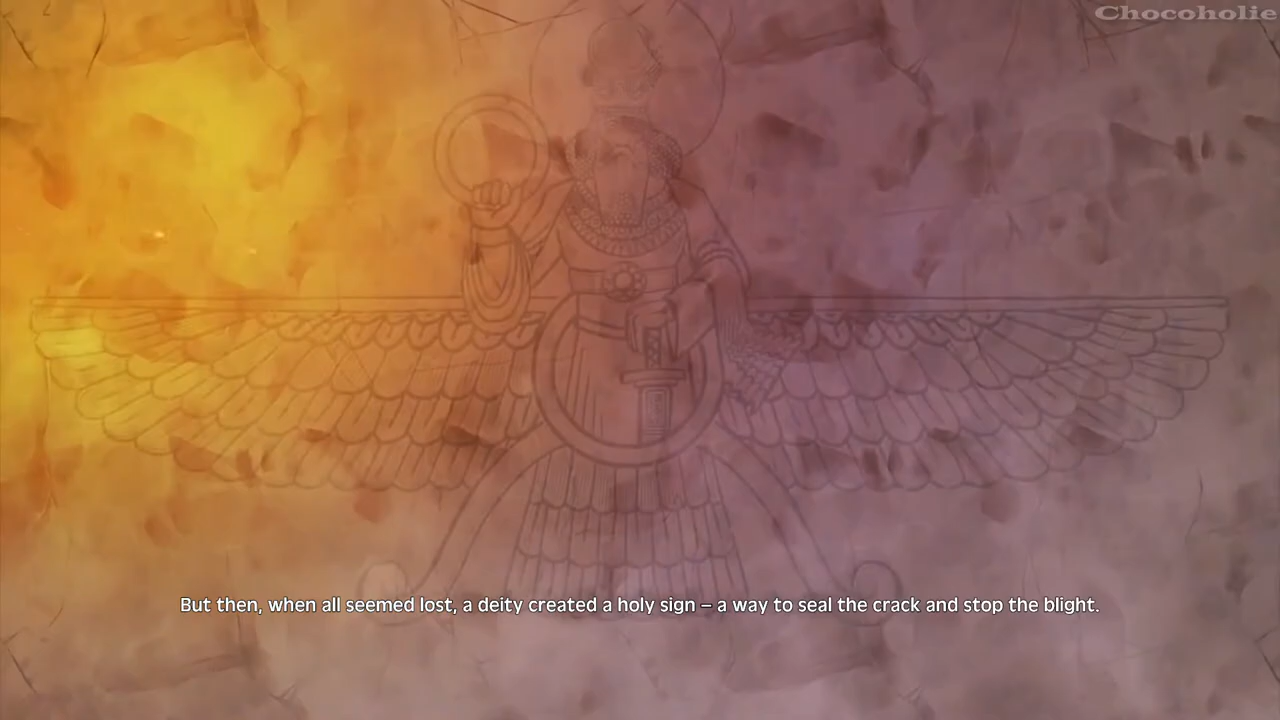 Chocoholie
But then, when all seemed lost, a deity created a holy sign – a way to seal the crack and stop the blight.